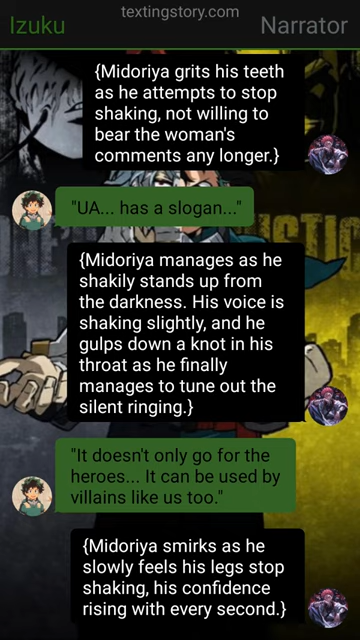 textingstory.com
Izuku
Narrator
{Midoriya grits his teeth
as he attempts to stop
shaking, not willing to
bear the woman's
comments any longer.}
"UA... has a slogan..."
{Midoriya manages as he
shakily stands up from
the darkness. His voice is
shaking slightly, and he
gulps down a knot in his
throat as he finally
manages to tune out the
silent ringing.}
"It doesn't only go for the
heroes... It can be used by
villains like us too."
{Midoriya smirks as he
slowly feels his legs stop
shaking, his confidence
rising with every second.}